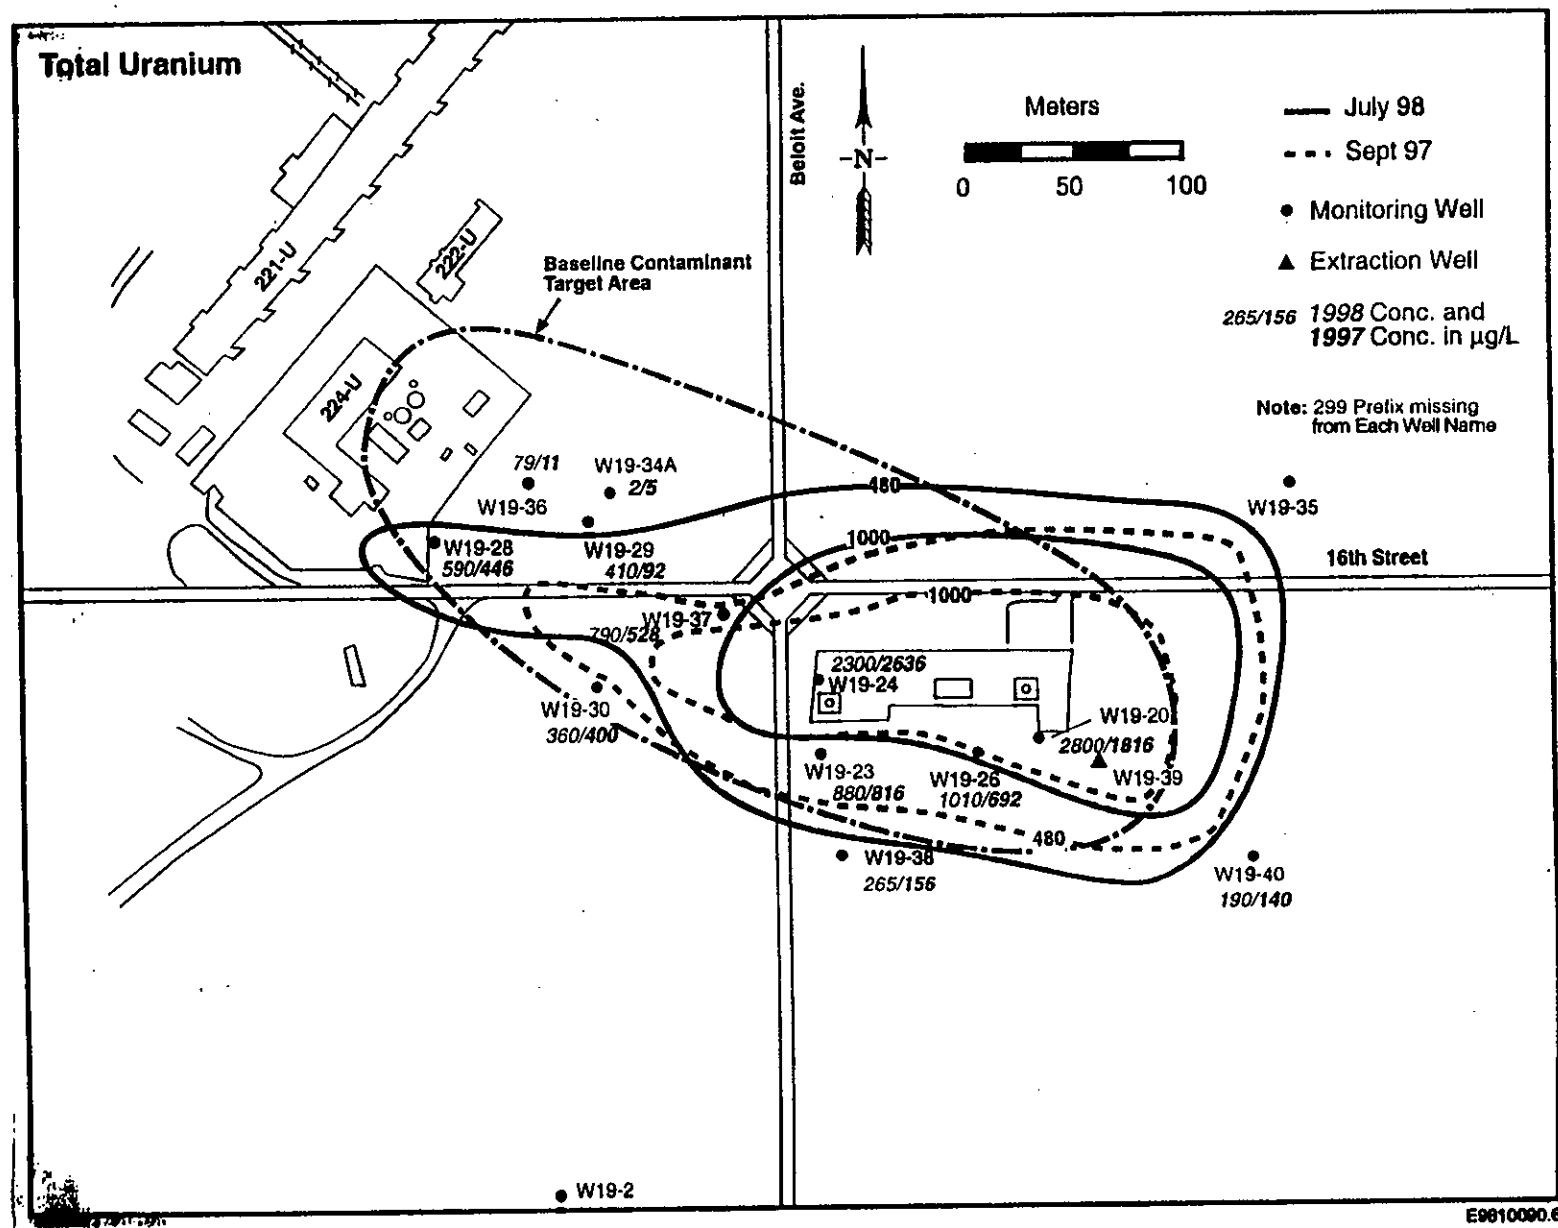 Total Uranium
Beloit Ave.
N
Meters
0 50 100
July 98
Sept 97
Monitoring Well
Extraction Well
265/156 1998 Conc. and
1997 Conc. in µg/L
Note: 299 Prefix missing
from Each Well Name
221-U
222-U
224-U
Baseline Contaminant
Target Area
79/11
W19-36
W19-34A
2/5
480
W19-35
W19-28
590/446
W19-29
410/92
1000
16th Street
1000
W19-37
790/528
2300/2636
W19-24
W19-30
360/400
W19-20
2800/1816
W19-39
W19-23
880/816
W19-26
1010/692
480
W19-38
265/156
W19-40
190/140
W19-2
E9810090.6